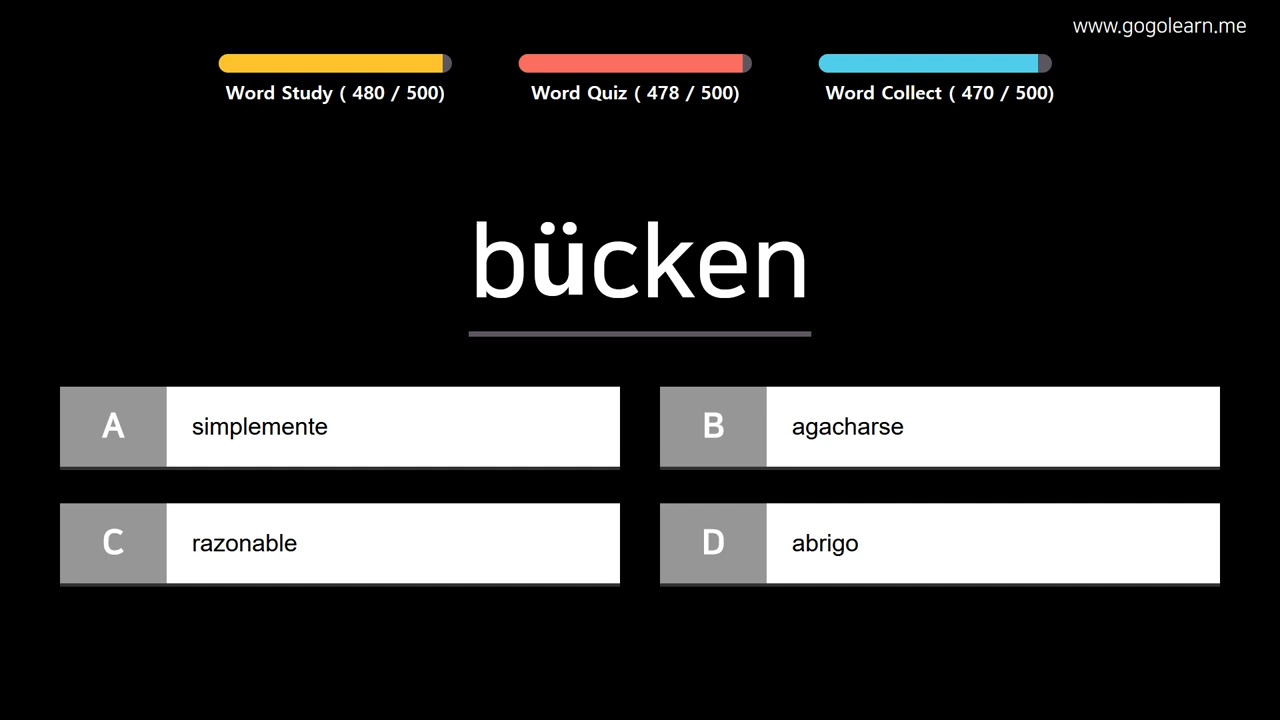 www.gogolearn.me
Word Study ( 480 / 500)
Word Quiz ( 478 / 500)
Word Collect ( 470 / 500)
bücken
A simplemente
B agacharse
C razonable
D abrigo